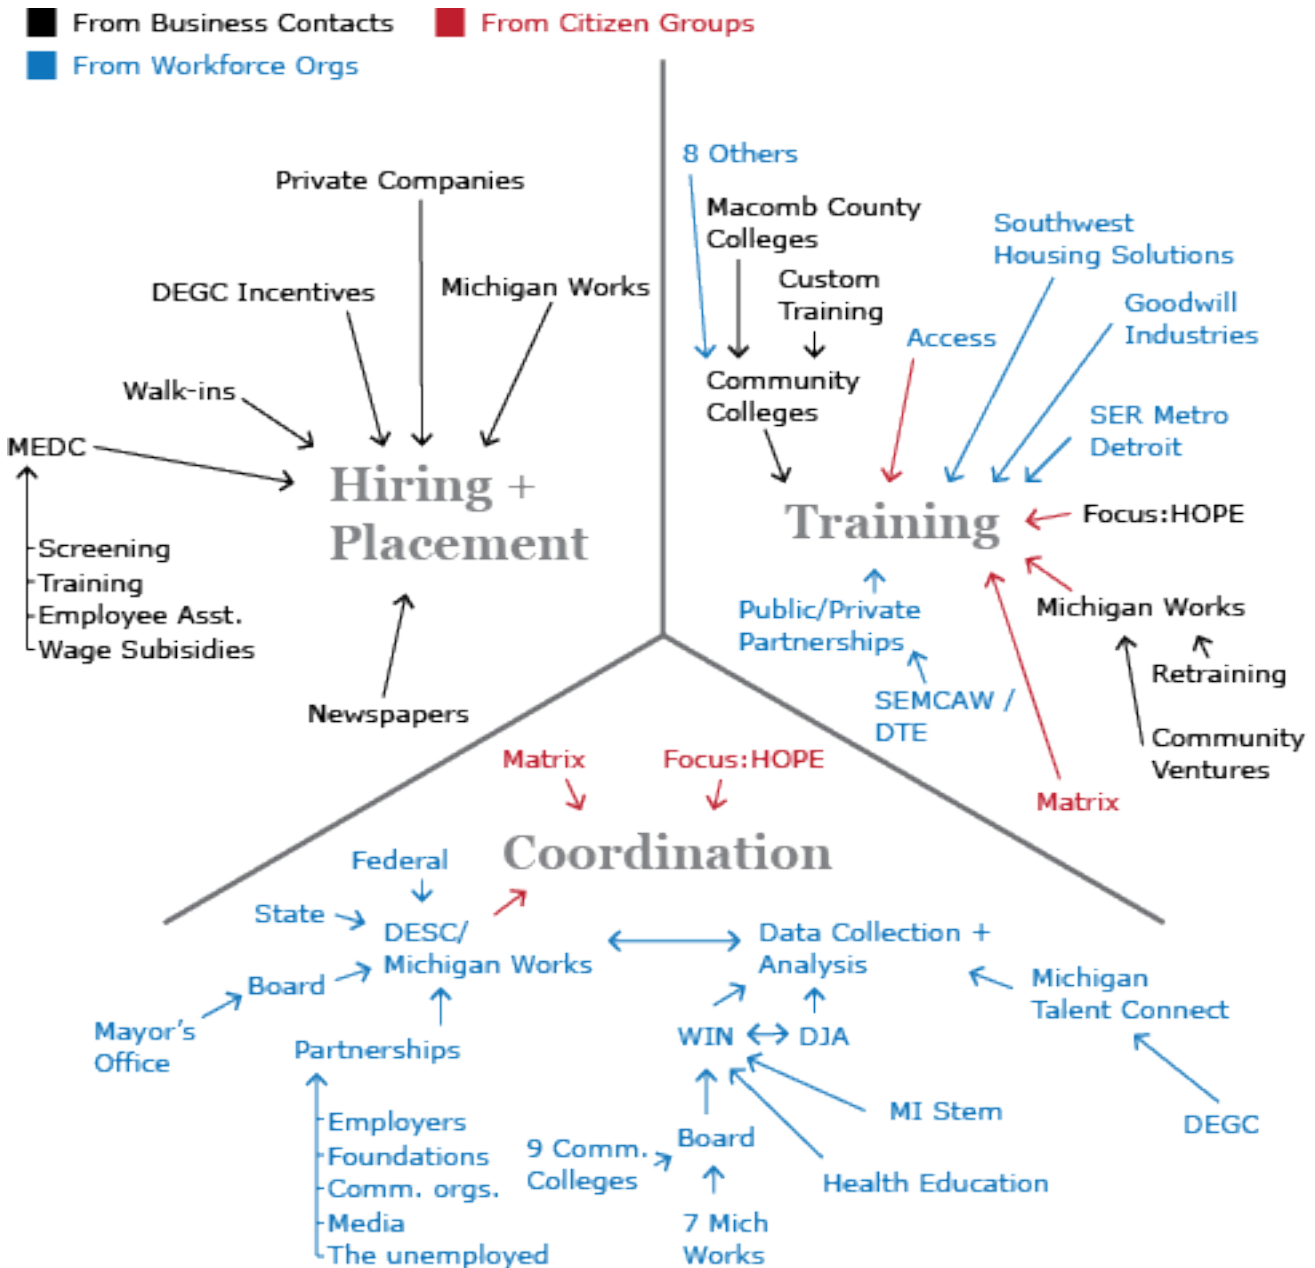 From Business Contacts
From Citizen Groups
From Workforce Orgs
Private Companies
DEGC Incentives
Michigan Works
Walk-ins
MEDC
Hiring +
Placement
Screening
Training
Employee Asst.
Wage Subisidies
Newspapers
8 Others
Macomb County
Colleges
Custom
Training
Community
Colleges
Access
Southwest
Housing Solutions
Goodwill
Industries
SER Metro
Detroit
Training
Focus:HOPE
Public/Private
Partnerships
SEMCAW /
DTE
Michigan Works
Retraining
Community
Ventures
Matrix
Matrix
Focus:HOPE
Coordination
Federal
State
DESC/
Michigan Works
Board
Mayor's
Office
Partnerships
Employers
Foundations
Comm. orgs.
Media
The unemployed
Data Collection +
Analysis
WIN
DJA
Michigan
Talent Connect
DEGC
MI Stem
Health Education
Board
9 Comm.
Colleges
7 Mich
Works